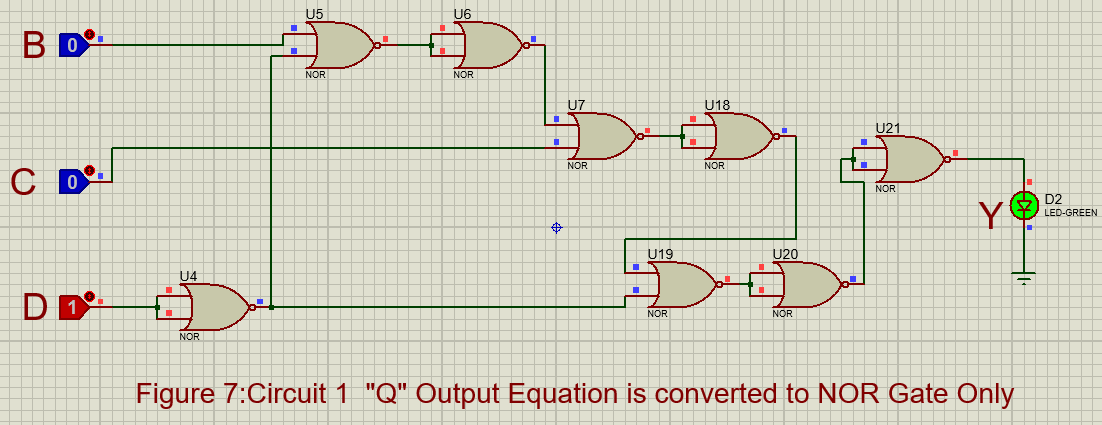 U5
U6
B
0
NOR
NOR
U7
U18
U21
C
0
NOR
NOR
NOR
D2
LED-GREEN
Y
U4
U19
U20
D
1
NOR
NOR
NOR
Figure 7:Circuit 1 "Q" Output Equation is converted to NOR Gate Only